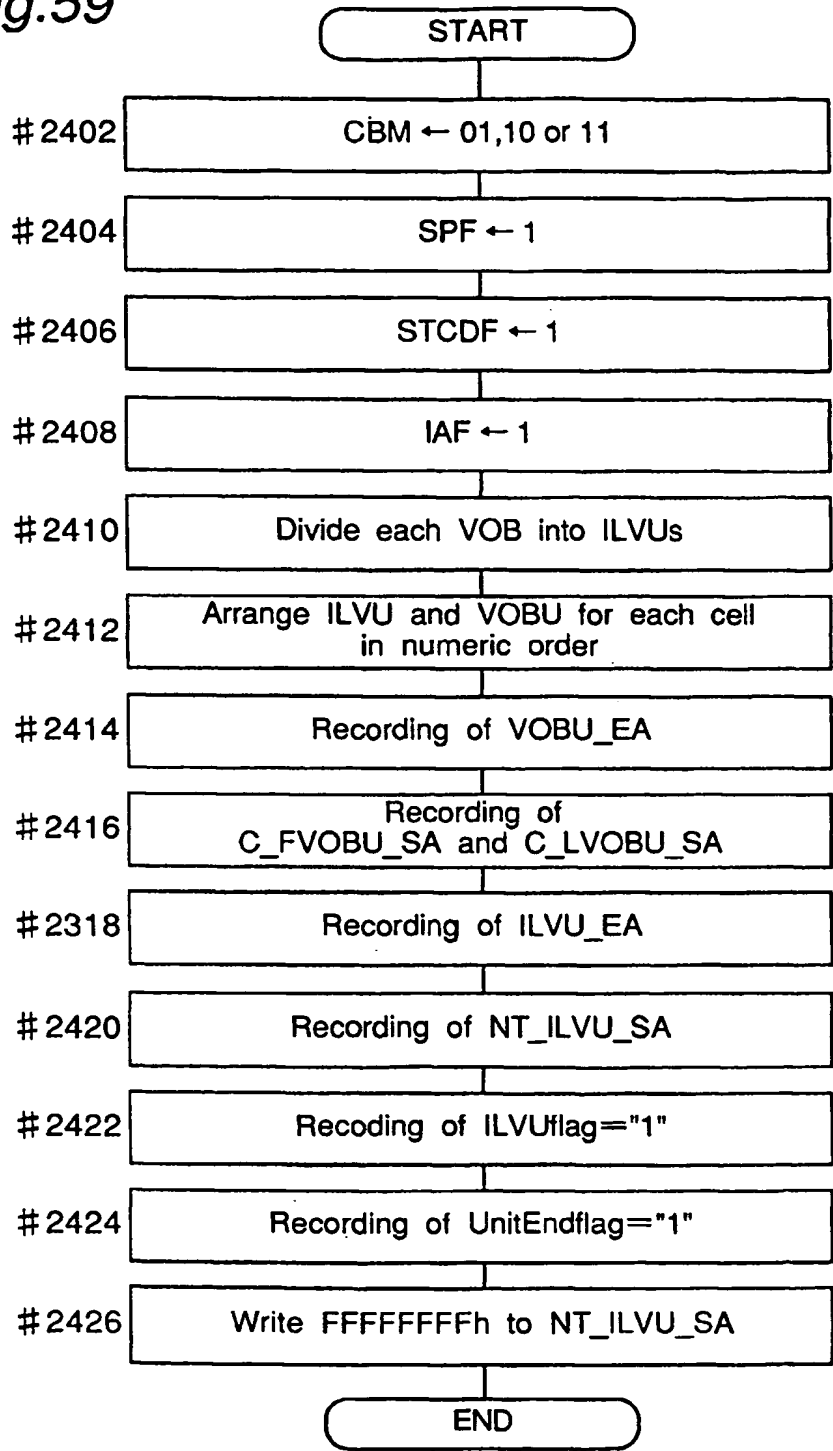 g.59
START
#2402 CBM ← 01,10 or 11
#2404 SPF ← 1
#2406 STCDF ← 1
#2408 IAF ← 1
#2410 Divide each VOB into ILVUs
#2412 Arrange ILVU and VOBU for each cell
in numeric order
#2414 Recording of VOBU_EA
#2416 Recording of
C_FVOBU_SA and C_LVOBU_SA
#2318 Recording of ILVU_EA
#2420 Recording of NT_ILVU_SA
#2422 Recoding of ILVUflag="1"
#2424 Recording of UnitEndflag="1"
#2426 Write FFFFFFFFh to NT_ILVU_SA
END